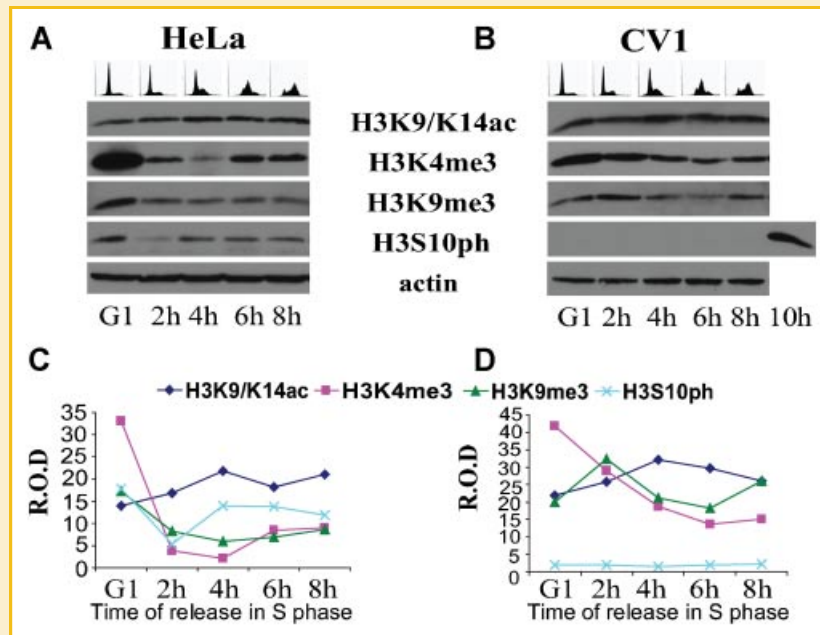 A HeLa
B CV1
H3K9/K14ac
H3K4me3
H3K9me3
H3S10ph
actin
G1 2h 4h 6h 8h
G1 2h 4h 6h 8h 10h
C
D
H3K9/K14ac H3K4me3 H3K9me3 H3S10ph
R.O.D
35
30
25
20
15
10
5
0
G1 2h 4h 6h 8h
Time of release in S phase
R.O.D
45
40
35
30
25
20
15
10
5
0
G1 2h 4h 6h 8h
Time of release in S phase